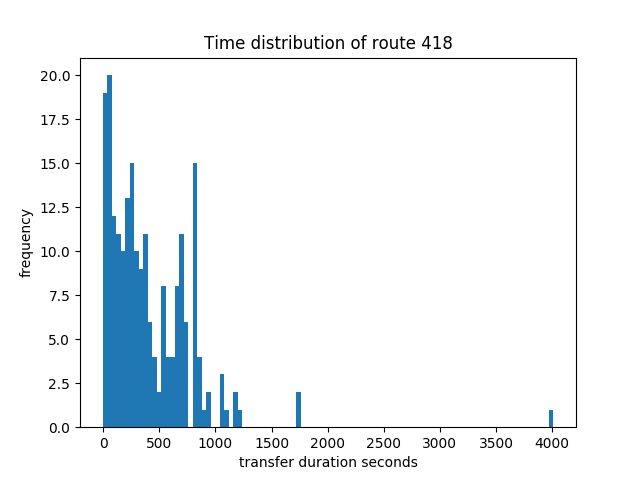 Time distribution of route 418
20.0
17.5
15.0
12.5
10.0
7.5
5.0
2.5
0.0
frequency
0 500 1000 1500 2000 2500 3000 3500 4000
transfer duration seconds